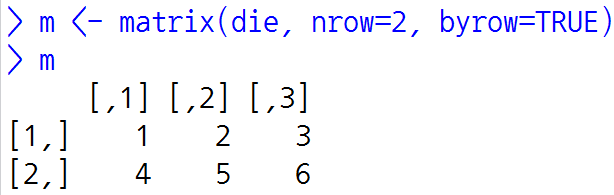 > m <- matrix(die, nrow=2, byrow=TRUE)
> m
[,1] [,2] [,3]
[1,] 1 2 3
[2,] 4 5 6